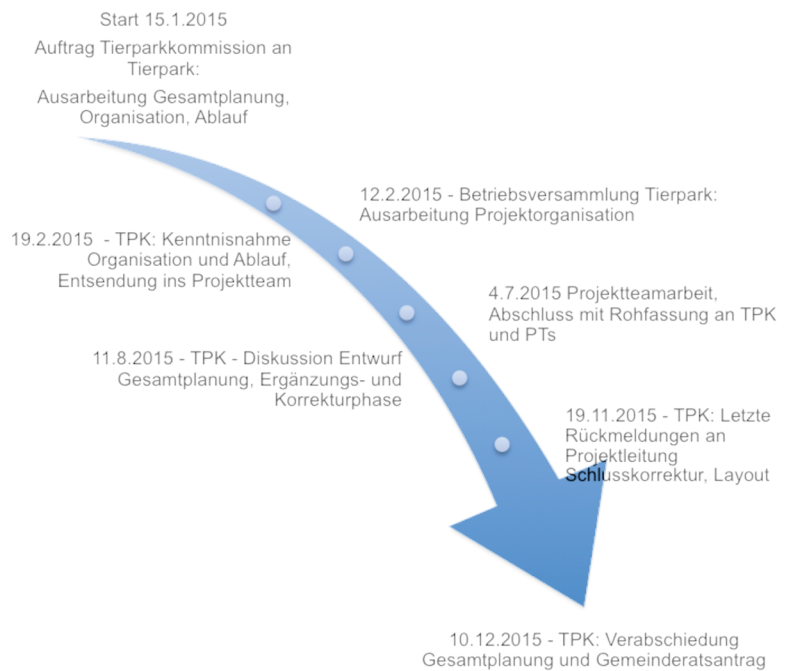 Start 15.1.2015
Auftrag Tierparkkommission an
Tierpark:
Ausarbeitung Gesamtplanung,
Organisation, Ablauf
12.2.2015 - Betriebsversammlung Tierpark:
Ausarbeitung Projektorganisation
19.2.2015 - TPK: Kenntnisnahme
Organisation und Ablauf,
Entsendung ins Projektteam
4.7.2015 Projektteamarbeit,
Abschluss mit Rohfassung an TPK
und PTs
11.8.2015 - TPK - Diskussion Entwurf
Gesamtplanung, Ergänzungs- und
Korrekturphase
19.11.2015 - TPK: Letzte
Rückmeldungen an
Projektleitung
Schlusskorrektur, Layout
10.12.2015 - TPK: Verabschiedung
Gesamtplanung und Gemeinderatsantrag